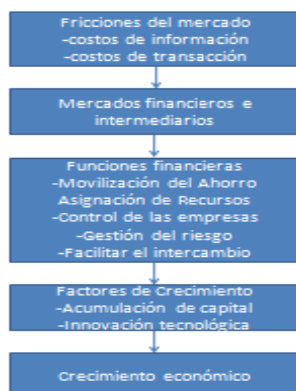 Fricciones del mercado
-costos de información
-costos de transacción
Mercados financieros e
intermediarios
Funciones financieras
-Movilización del Ahorro
Asignación de Recursos
-Control de las empresas
-Gestión del riesgo
-Facilitar el intercambio
Factores de Crecimiento
-Acumulación de capital
-Innovación tecnológica
Crecimiento económico